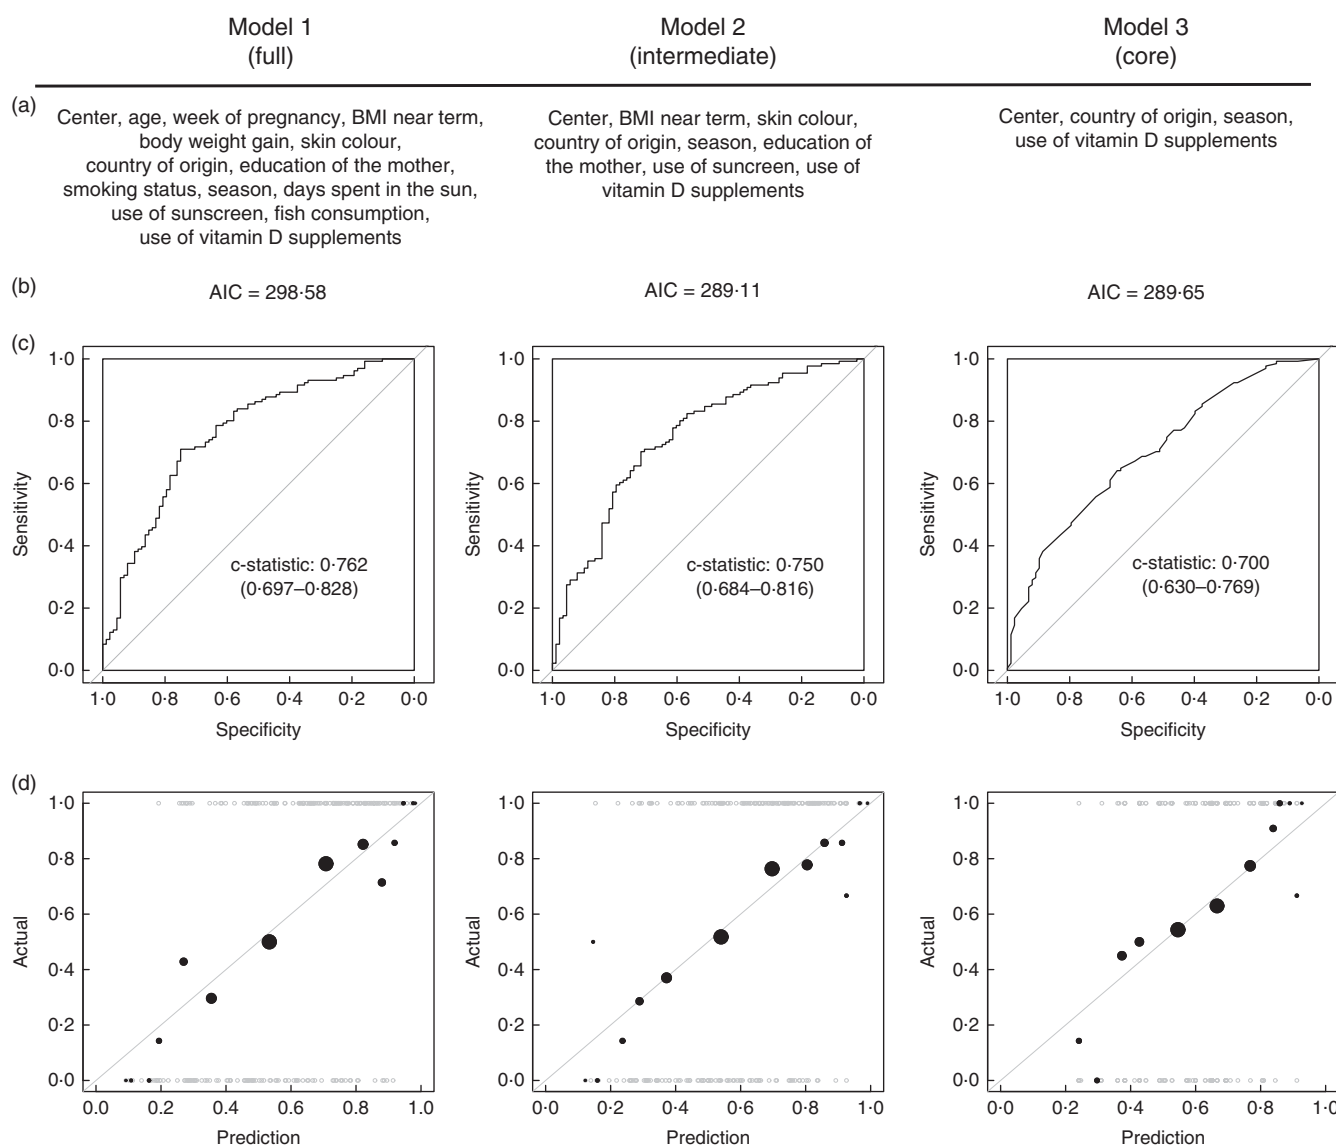 Model 1
(full)
Model 2
(intermediate)
Model 3
(core)
(a)
Center, age, week of pregnancy, BMI near term,
body weight gain, skin colour,
country of origin, education of the mother,
smoking status, season, days spent in the sun,
use of sunscreen, fish consumption,
use of vitamin D supplements
Center, BMI near term, skin colour,
country of origin, season, education of
the mother, use of suncreen, use of
vitamin D supplements
Center, country of origin, season,
use of vitamin D supplements
(b)
AIC = 298·58
AIC = 289·11
AIC = 289·65
(c)
Sensitivity
1·0
0·8
0·6
0·4
0·2
0·0
c-statistic: 0·762
(0·697–0·828)
1·0 0·8 0·6 0·4 0·2 0·0
Specificity
Sensitivity
1·0
0·8
0·6
0·4
0·2
0·0
c-statistic: 0·750
(0·684–0·816)
1·0 0·8 0·6 0·4 0·2 0·0
Specificity
Sensitivity
1·0
0·8
0·6
0·4
0·2
0·0
c-statistic: 0·700
(0·630–0·769)
1·0 0·8 0·6 0·4 0·2 0·0
Specificity
(d)
Actual
1·0
0·8
0·6
0·4
0·2
0·0
0.0 0·2 0·4 0·6 0·8 1·0
Prediction
Actual
1·0
0·8
0·6
0·4
0·2
0·0
0·0 0·2 0·4 0·6 0·8 1·0
Prediction
Actual
1·0
0·8
0·6
0·4
0·2
0·0
0·0 0·2 0·4 0·6 0·8 1·0
Prediction